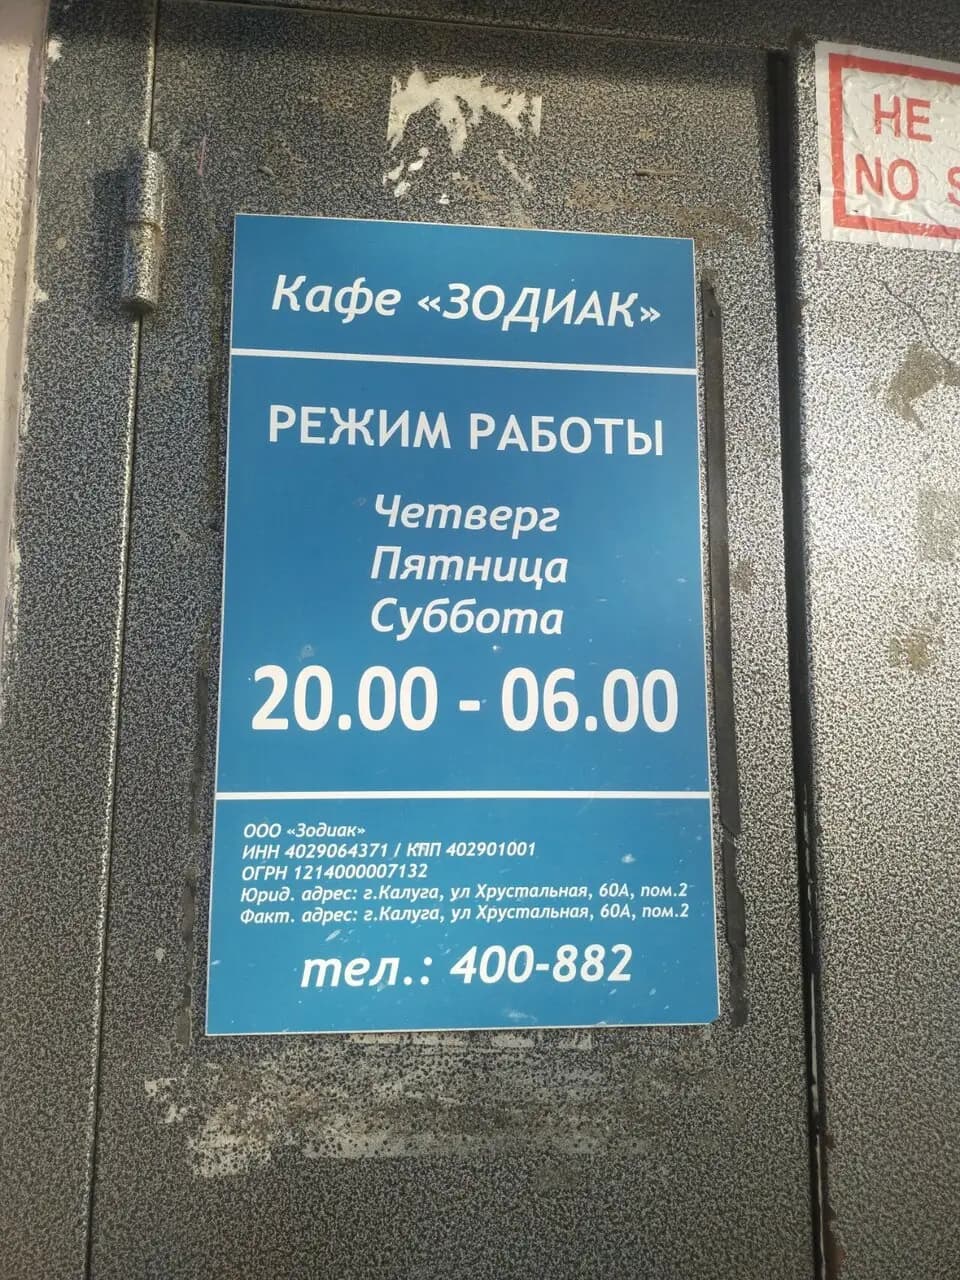 Кафе «ЗОДИАК»
РЕЖИМ РАБОТЫ
Четверг
Пятница
Суббота
20.00 - 06.00
ООО «Зодиак»
ИНН 4029064371 / КПП 402901001
ОГРН 1214000007132
Юрид. адрес: г.Калуга, ул Хрустальная, 60А, пом.2
Факт. адрес: г.Калуга, ул Хрустальная, 60А, пом.2
тел.: 400-882
НЕ
NO